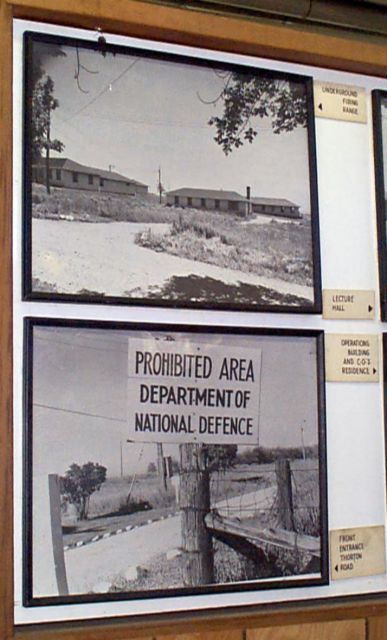 UNDERGROUND
FIRING
RANGE
LECTURE
HALL
PROHIBITED AREA
DEPARTMENT OF
NATIONAL DEFENCE
OPERATIONS
BUILDING
AND C.O'S
RESIDENCE
FRONT
ENTRANCE
THORTON
ROAD